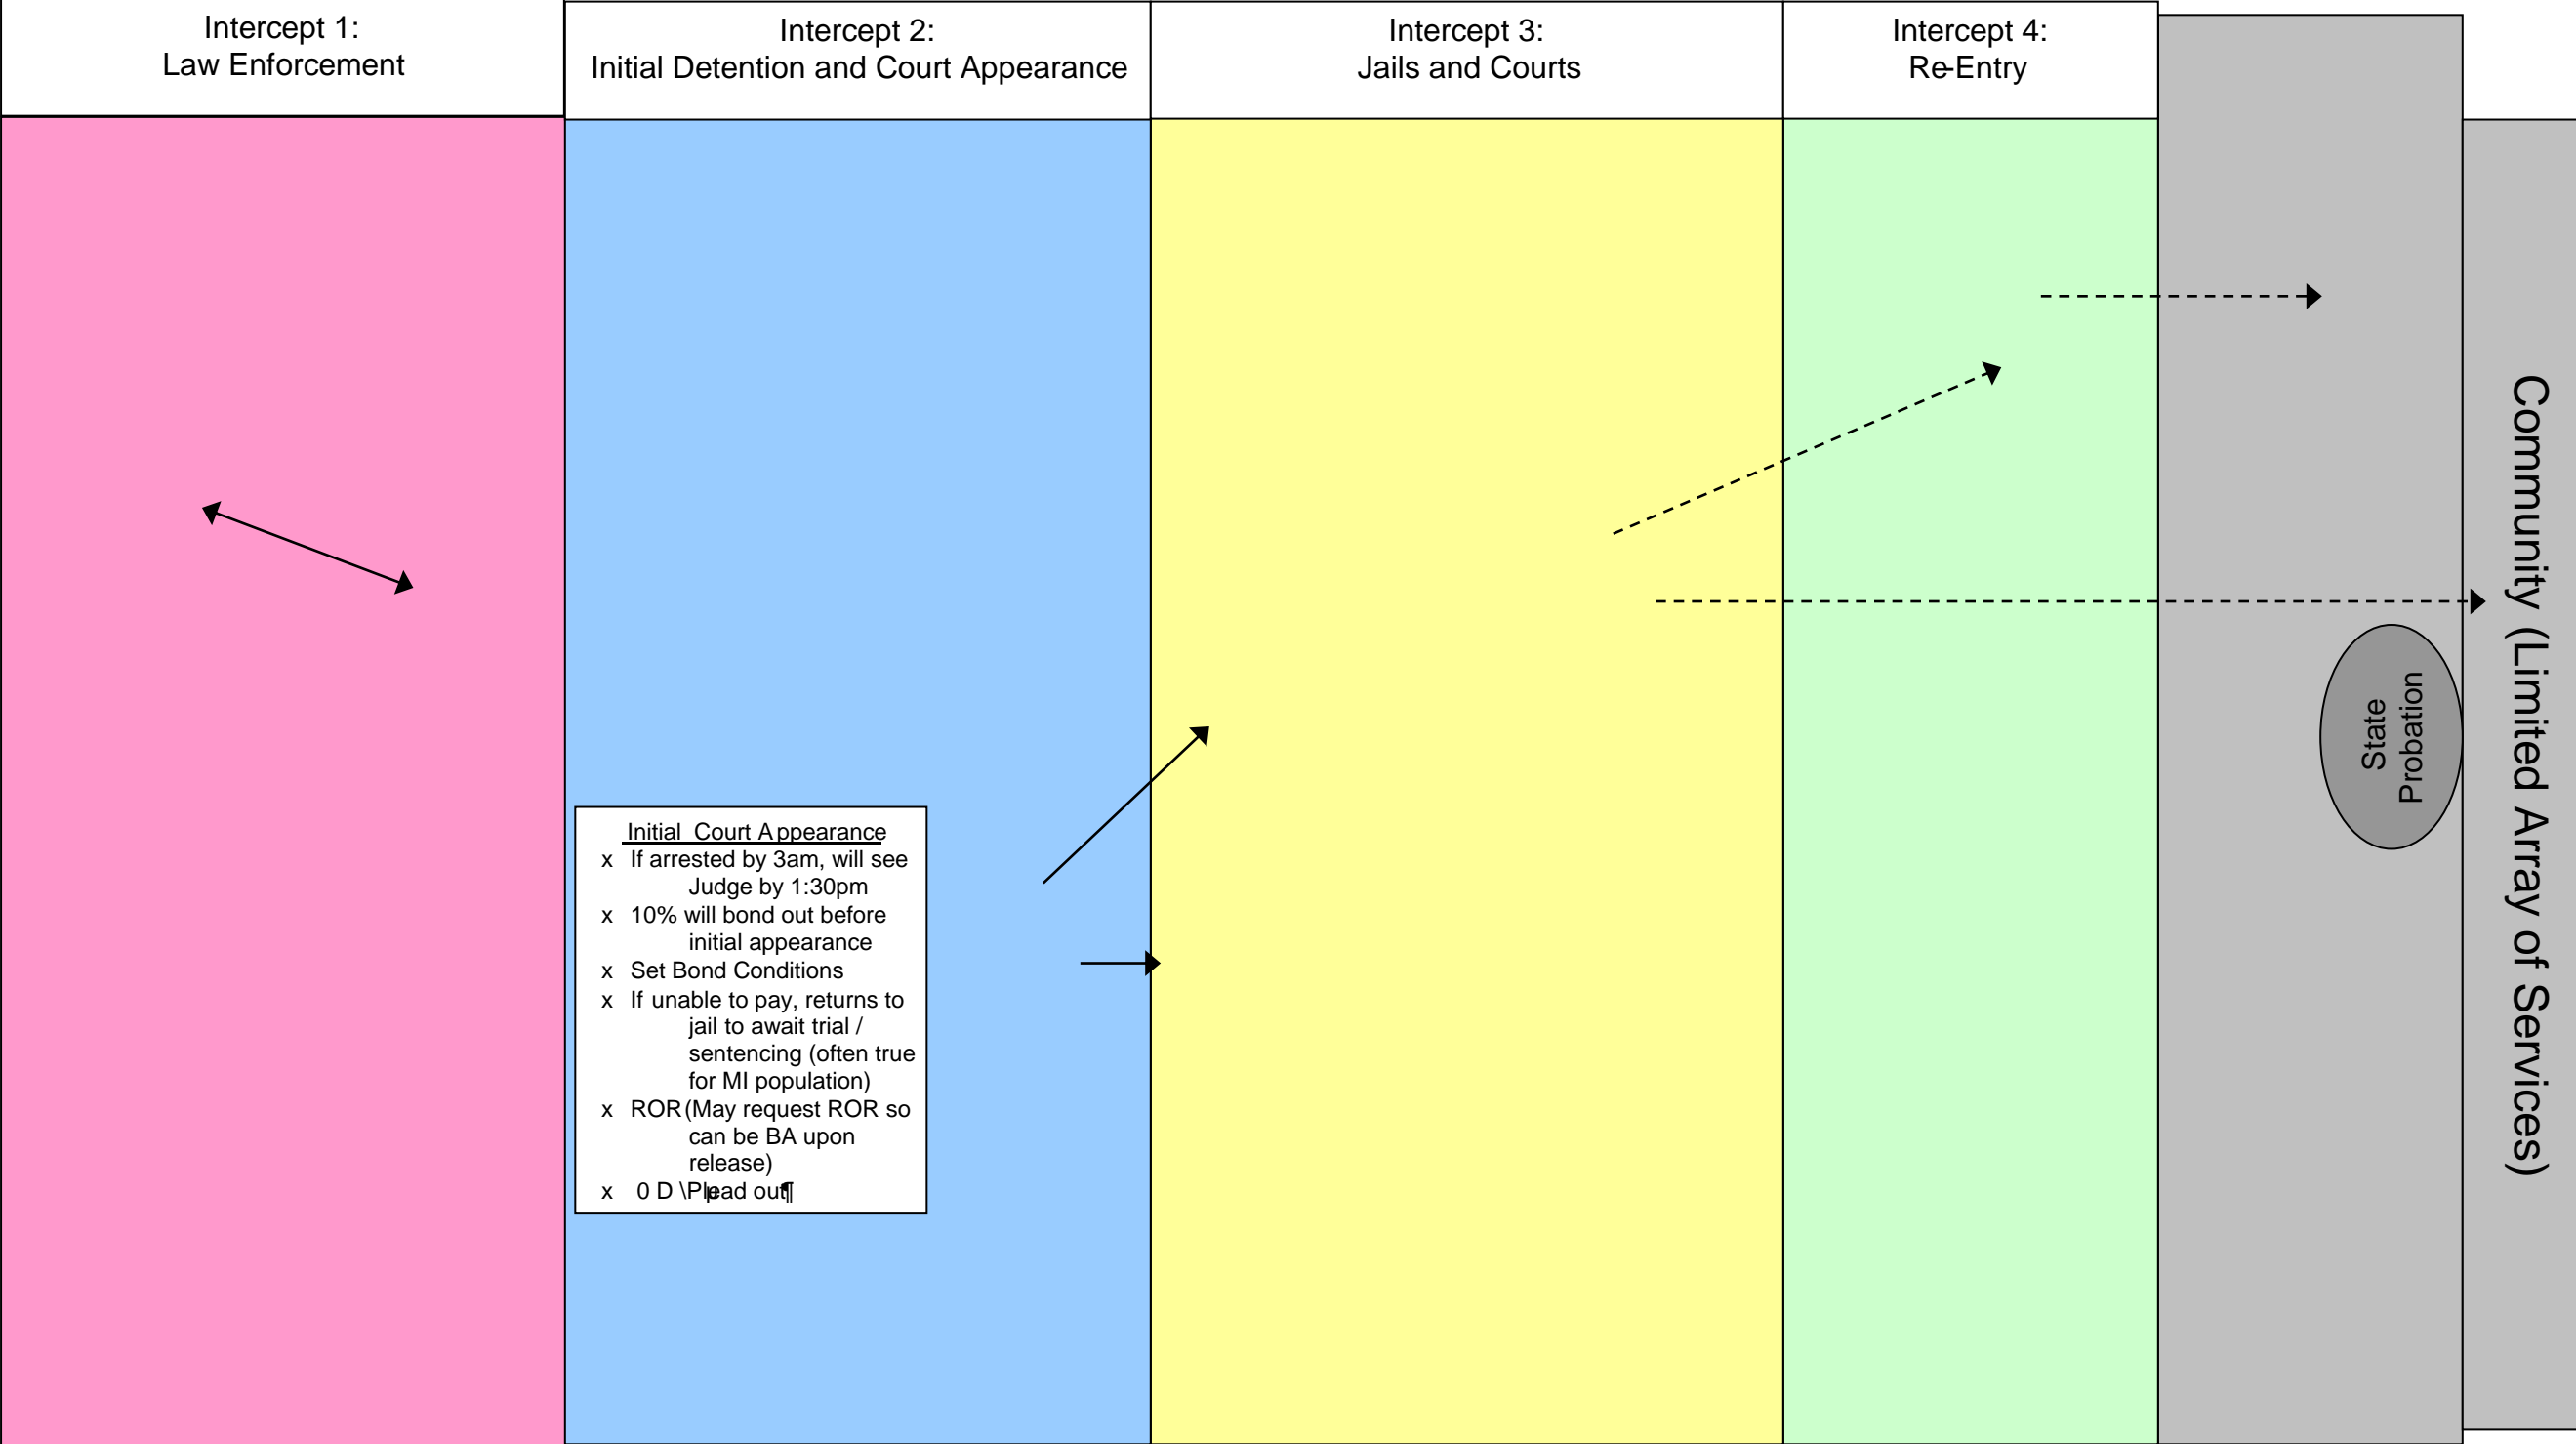 Intercept 1:
Law Enforcement
Intercept 2:
Initial Detention and Court Appearance
Intercept 3:
Jails and Courts
Intercept 4:
Re-Entry
Initial Court Appearance
x If arrested by 3am, will see
Judge by 1:30pm
x 10% will bond out before
initial appearance
x Set Bond Conditions
x If unable to pay, returns to
jail to await trial /
sentencing (often true
for MI population)
x ROR (May request ROR so
can be BA upon
release)
x 0 D \Plead out¶
State
Probation
Community (Limited Array of Services)